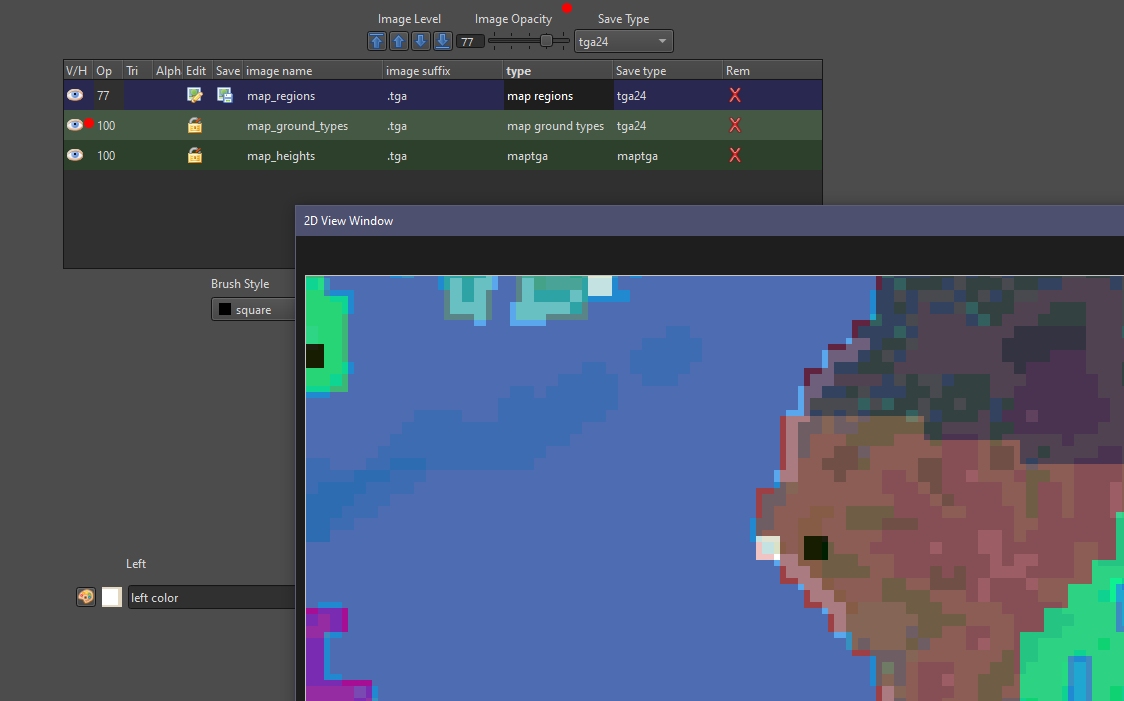 Image Level Image Opacity Save Type
77 tga24
V/H Op Tri Alph Edit Save image name image suffix type Save type Rem
77 map_regions .tga map regions tga24
100 map_ground_types .tga map ground types tga24
100 map_heights .tga maptga maptga
2D View Window
Brush Style
square
Left
left color